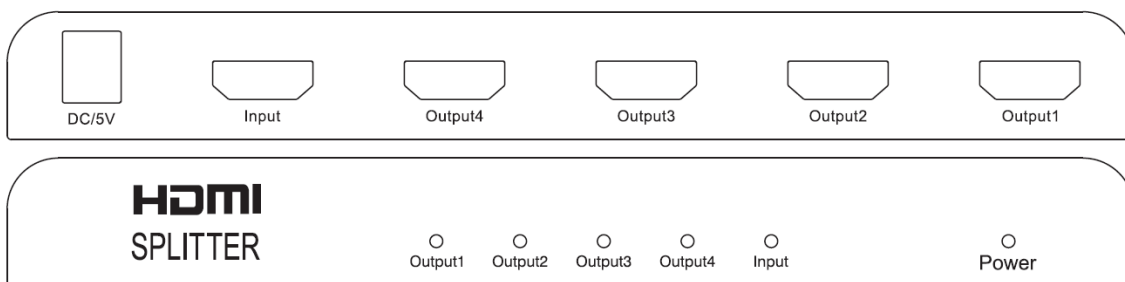 DC/5V Input Output4 Output3 Output2 Output1
HDMI
SPLITTER
Output1 Output2 Output3 Output4 Input Power